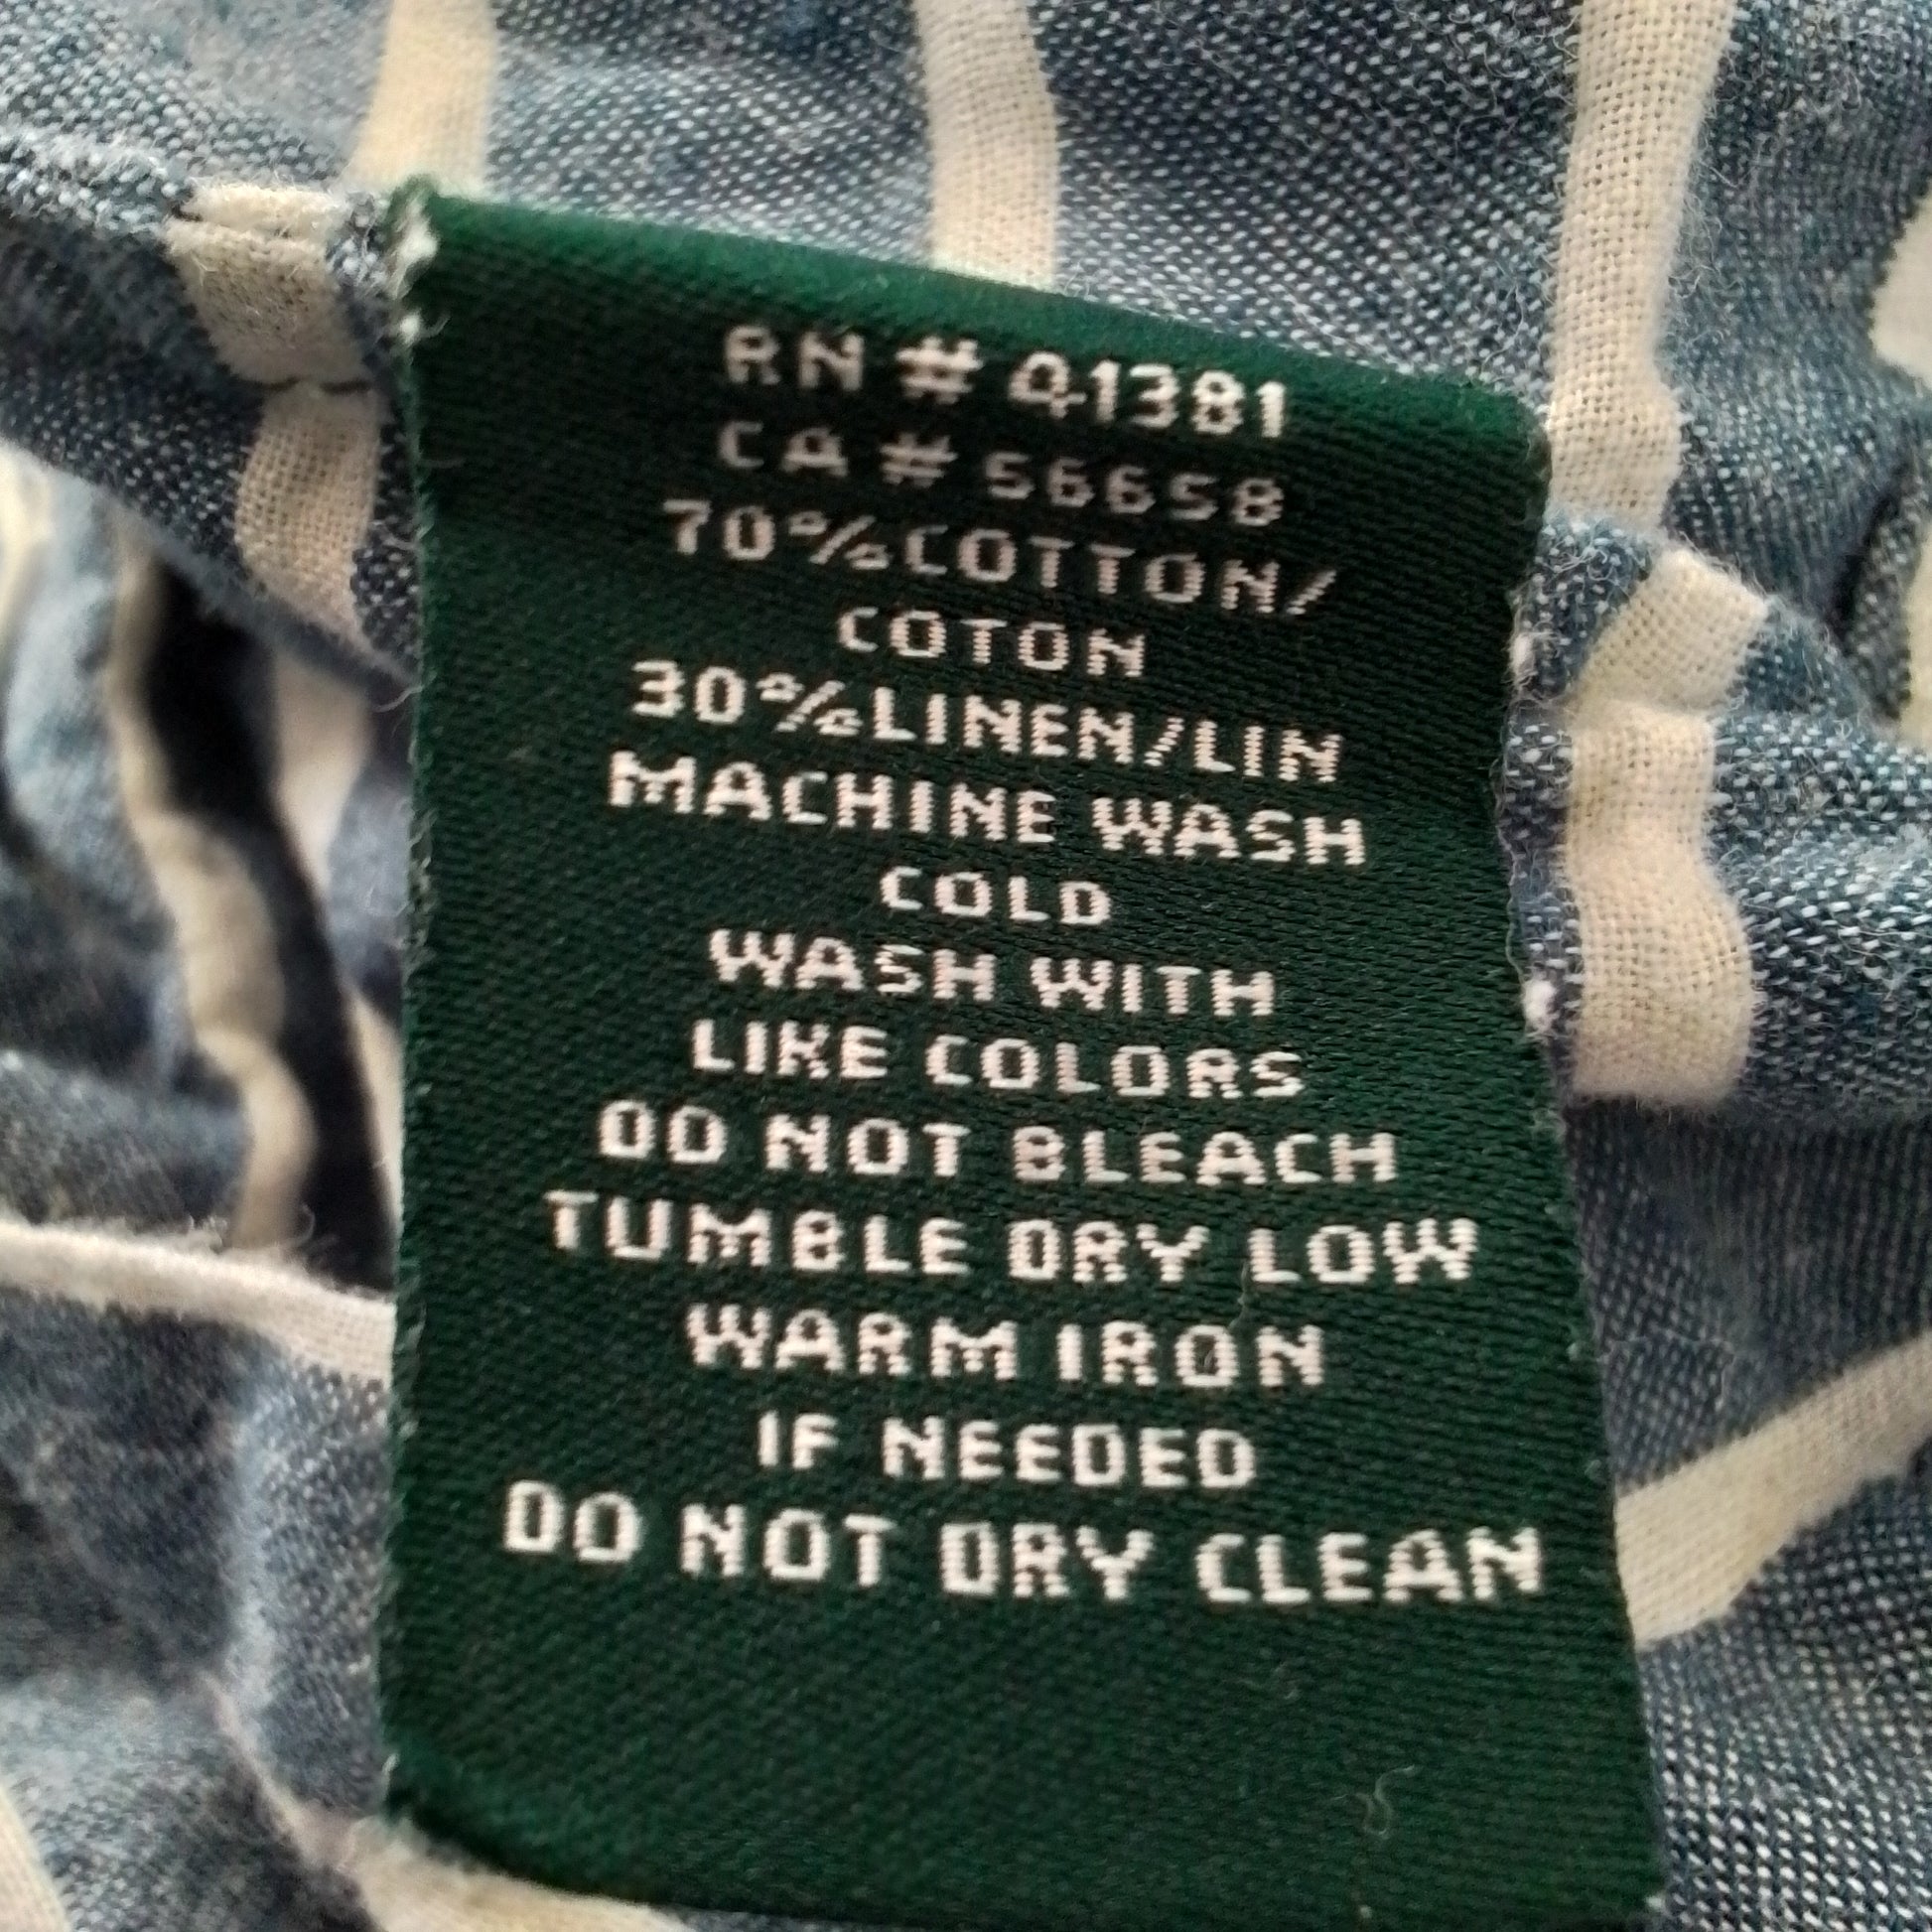 RN # 41381
CA # 56658
70%COTTON/
COTON
30%LINEN/LIN
MACHINE WASH
COLD
WASH WITH
LIKE COLORS
DO NOT BLEACH
TUMBLE DRY LOW
WARM IRON
IF NEEDED
DO NOT DRY CLEAN